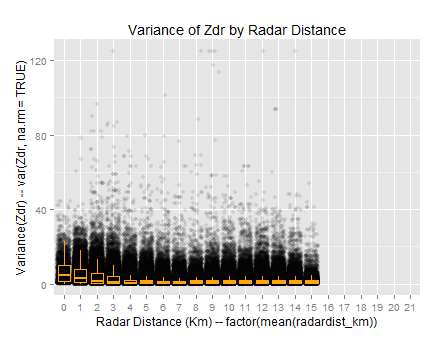 Variance of Zdr by Radar Distance
Variance(Zdr) -- var(Zdr, na.rm = TRUE)
120
80
40
0
0 1 2 3 4 5 6 7 8 9 10 11 12 13 14 15 16 17 18 19 20 21
Radar Distance (Km) -- factor(mean(radardist_km))